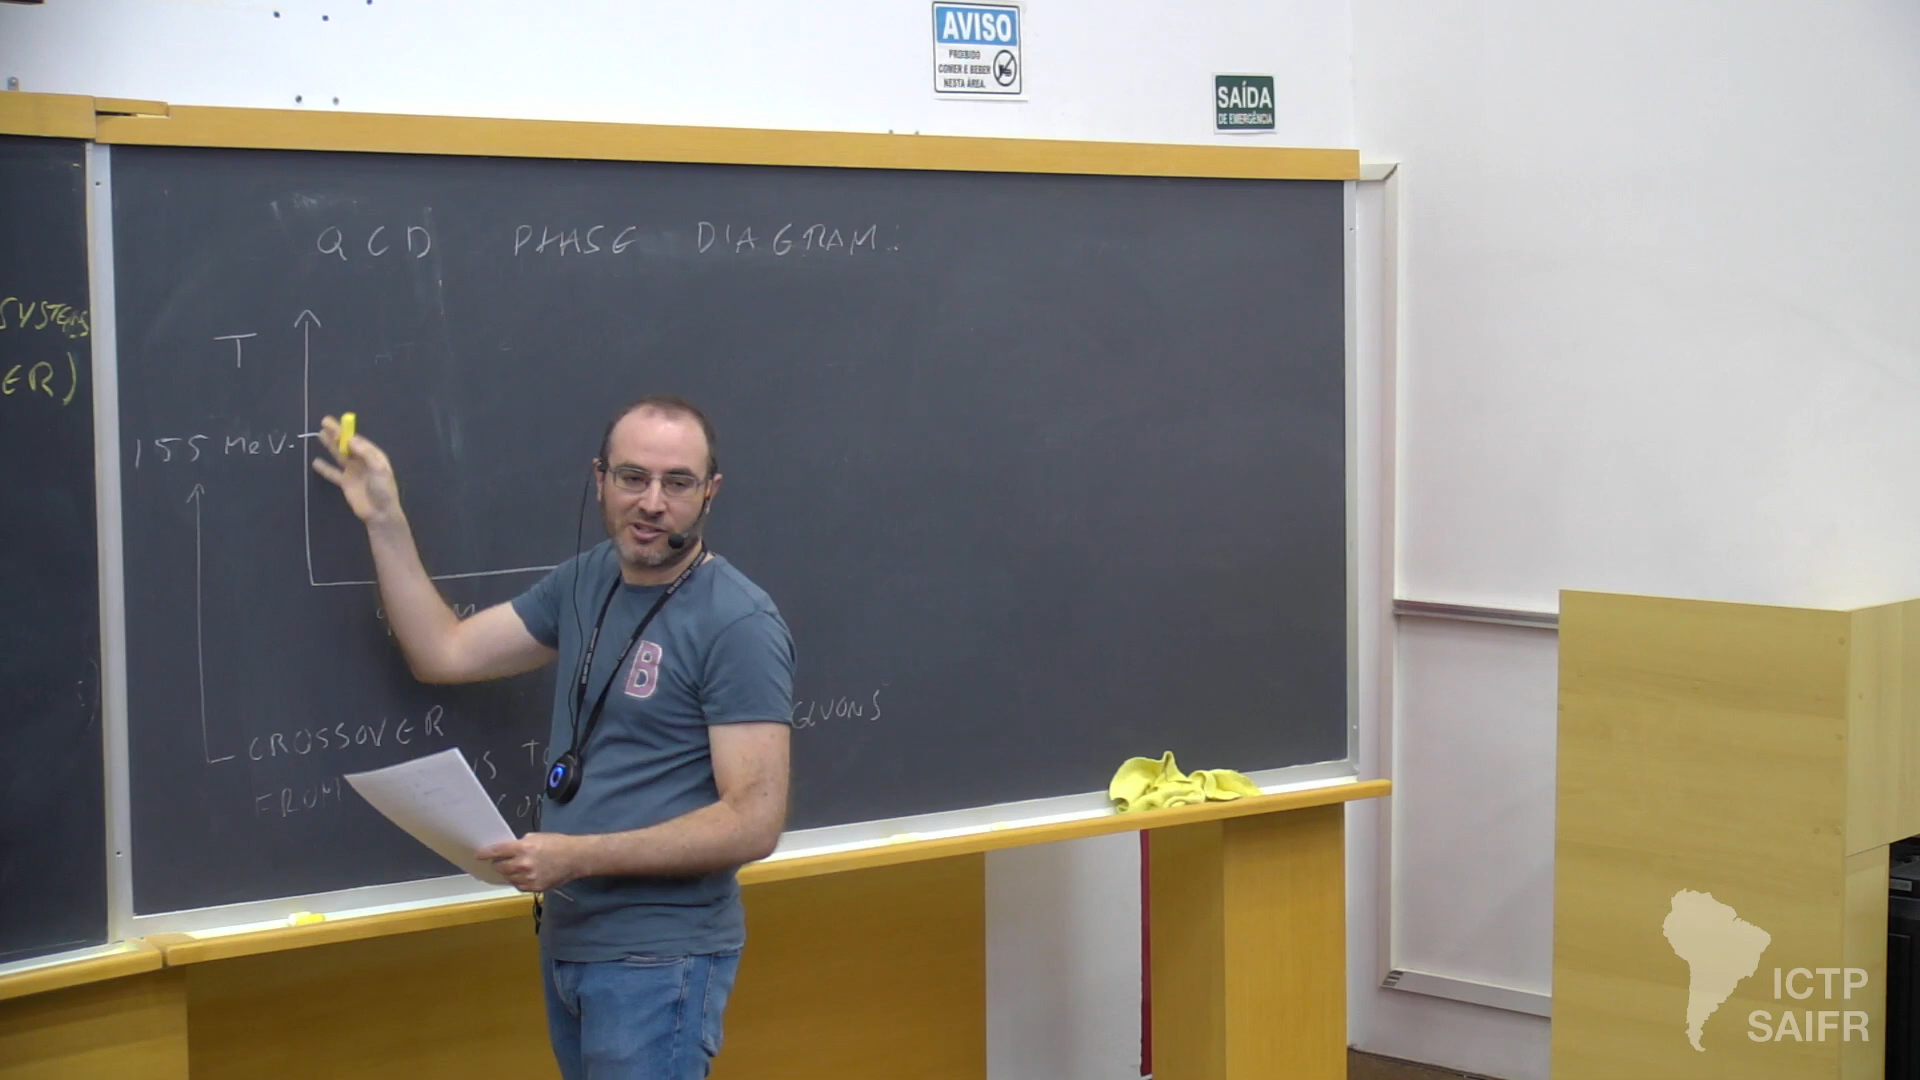 AVISO
PROIBIDO
COMER E BEBER
NESTA ÁREA.
SAÍDA
DE EMERGÊNCIA
QCD PHASE DIAGRAM:
SYSTEMS
ER)
T
155 MeV
B
GLUONS
CROSSOVER
FROM
ICTP
SAIFR